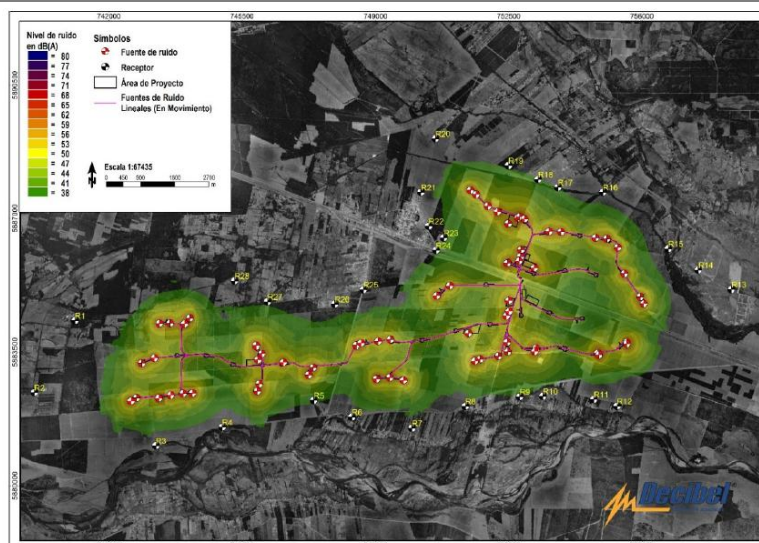 742000
745500
749000
752500
756000
Nivel de ruido
en dB(A)
= 80
= 77
= 74
= 71
= 68
= 65
= 62
= 59
= 56
= 53
= 50
= 47
= 44
= 41
= 38
Simbolos
Fuente de ruido
Receptor
Área de Proyecto
Fuentes de Ruido
Lineales (En Movimiento)
N
Escala 1:67435
0 450 900 1800 2700
m
5890500
5887000
5883500
5880000
R20
R19
R18
R17
R16
R21
R22
R23
R24
R15
R14
R13
R28
R27
R26
R25
R1
R2
R3
R4
R5
R6
R7
R8
R9
R10
R11
R12
Decibel